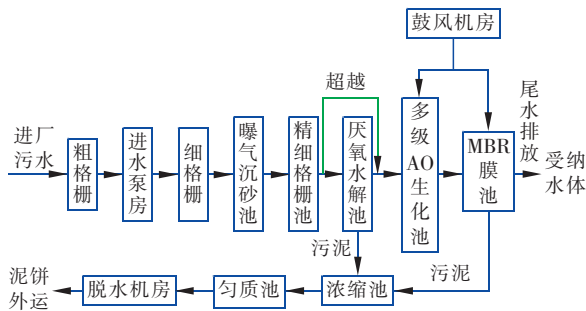 鼓风机房
超越
尾水排放
进厂
污水
粗格栅
进水泵房
细格栅
曝气沉砂池
精细格栅池
厌氧水解池
多级AO生化池
MBR
膜池
受纳
水体
污泥
污泥
泥饼
外运
脱水机房
匀质池
浓缩池